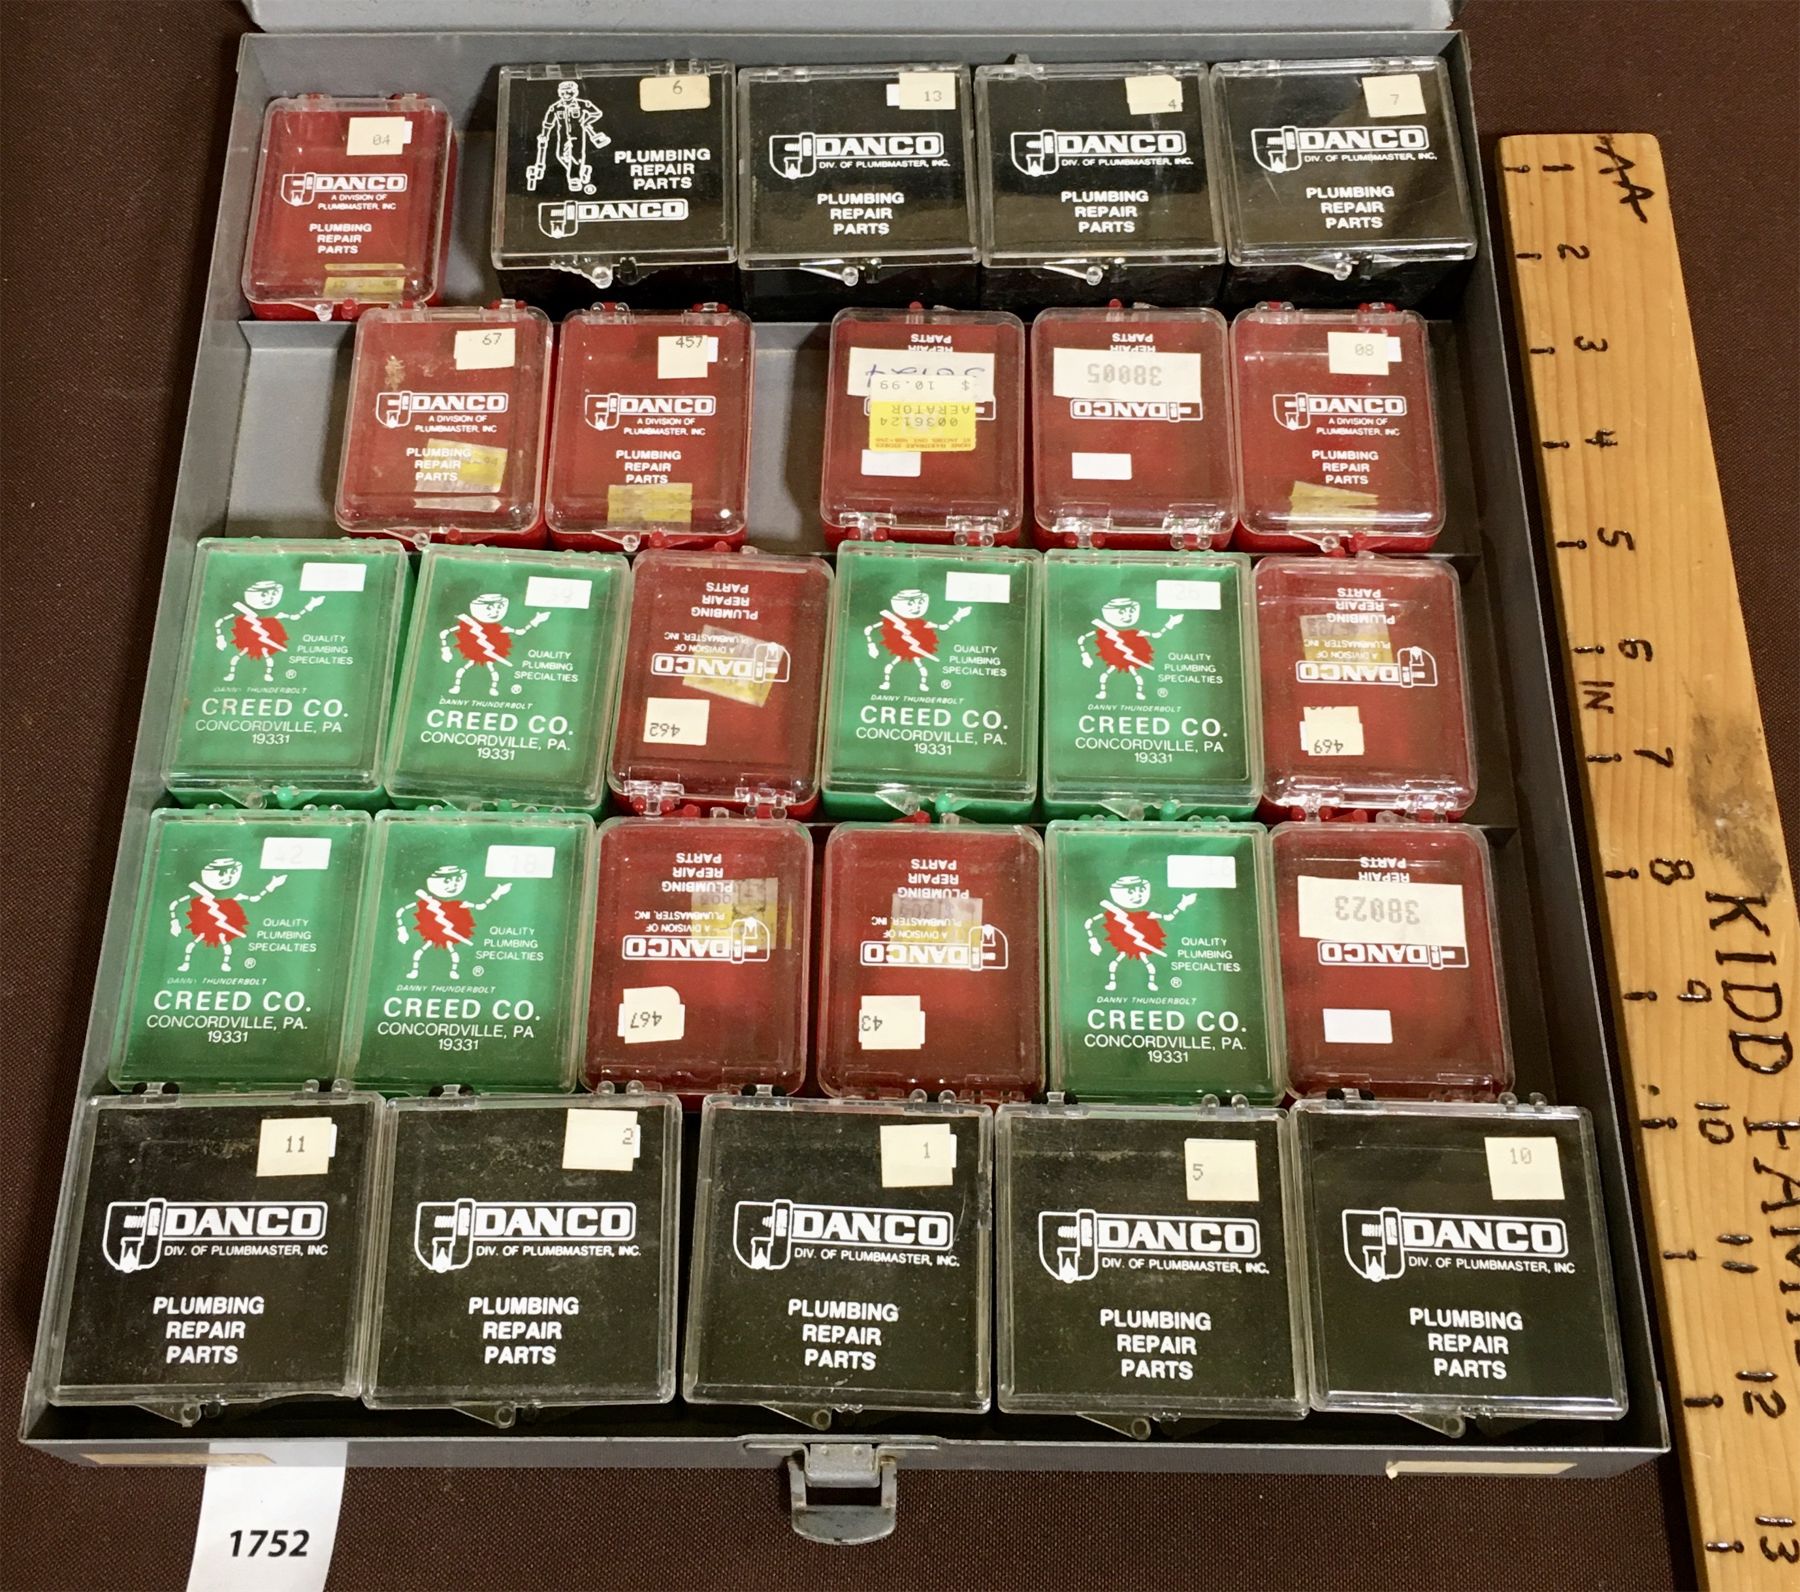 04
DANCO
A DIVISION OF
PLUMBMASTER, INC
PLUMBING
REPAIR
PARTS
6
PLUMBING
REPAIR
PARTS
®
DANCO
13
DANCO
DIV. OF PLUMBMASTER, INC.
PLUMBING
REPAIR
PARTS
4
DANCO
DIV. OF PLUMBMASTER, INC.
PLUMBING
REPAIR
PARTS
7
DANCO
DIV. OF PLUMBMASTER, INC.
PLUMBING
REPAIR
PARTS
67
DANCO
A DIVISION OF
PLUMBMASTER, INC
PLUMBING
REPAIR
PARTS
457
DANCO
A DIVISION OF
PLUMBMASTER, INC
PLUMBING
REPAIR
PARTS
REPAIR
PARTS
$ 10.99
0036124
AERATOR
DANCO
38005
REPAIR
PARTS
80
DANCO
A DIVISION OF
PLUMBMASTER, INC
PLUMBING
REPAIR
PARTS
QUALITY
PLUMBING
SPECIALTIES
®
DANNY THUNDERBOLT
CREED CO.
CONCORDVILLE, PA.
19331
39
QUALITY
PLUMBING
SPECIALTIES
®
DANNY THUNDERBOLT
CREED CO.
CONCORDVILLE, PA.
19331
462
DANCO
A DIVISION OF
PLUMBMASTER, INC
PLUMBING
REPAIR
PARTS
51
QUALITY
PLUMBING
SPECIALTIES
®
DANNY THUNDERBOLT
CREED CO.
CONCORDVILLE, PA.
19331
26
QUALITY
PLUMBING
SPECIALTIES
®
DANNY THUNDERBOLT
CREED CO.
CONCORDVILLE, PA
19331
469
DANCO
A DIVISION OF
PLUMBMASTER, INC
PLUMBING
REPAIR
PARTS
42
QUALITY
PLUMBING
SPECIALTIES
®
DANNY THUNDERBOLT
CREED CO.
CONCORDVILLE, PA.
19331
18
QUALITY
PLUMBING
SPECIALTIES
®
DANNY THUNDERBOLT
CREED CO.
CONCORDVILLE, PA
19331
467
DANCO
A DIVISION OF
PLUMBMASTER, INC
PLUMBING
REPAIR
PARTS
43
DANCO
A DIVISION OF
PLUMBMASTER, INC
PLUMBING
REPAIR
PARTS
QUALITY
PLUMBING
SPECIALTIES
®
DANNY THUNDERBOLT
CREED CO.
CONCORDVILLE, PA.
19331
DANCO
38023
REPAIR
PARTS
11
DANCO
DIV. OF PLUMBMASTER, INC
PLUMBING
REPAIR
PARTS
2
DANCO
DIV. OF PLUMBMASTER, INC.
PLUMBING
REPAIR
PARTS
1
DANCO
DIV. OF PLUMBMASTER, INC.
PLUMBING
REPAIR
PARTS
5
DANCO
DIV. OF PLUMBMASTER, INC.
PLUMBING
REPAIR
PARTS
10
DANCO
DIV. OF PLUMBMASTER, INC
PLUMBING
REPAIR
PARTS
1752
1 2 3 4 5 6 IN 7 8 9 10 11 12 13
KIDD FAMIL